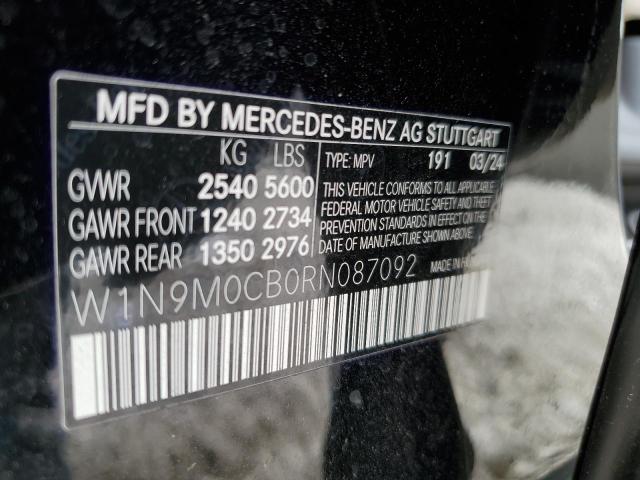 MFD BY MERCEDES-BENZ AG STUTTGART
KG LBS
GVWR 2540 5600
GAWR FRONT 1240 2734
GAWR REAR 1350 2976
TYPE: MPV 191 03/24
THIS VEHICLE CONFORMS TO ALL APPLICABLE
FEDERAL MOTOR VEHICLE SAFETY AND THEFT
PREVENTION STANDARDS IN EFFECT ON THE
DATE OF MANUFACTURE SHOWN ABOVE.
W1N9M0CB0RN087092
MADE IN